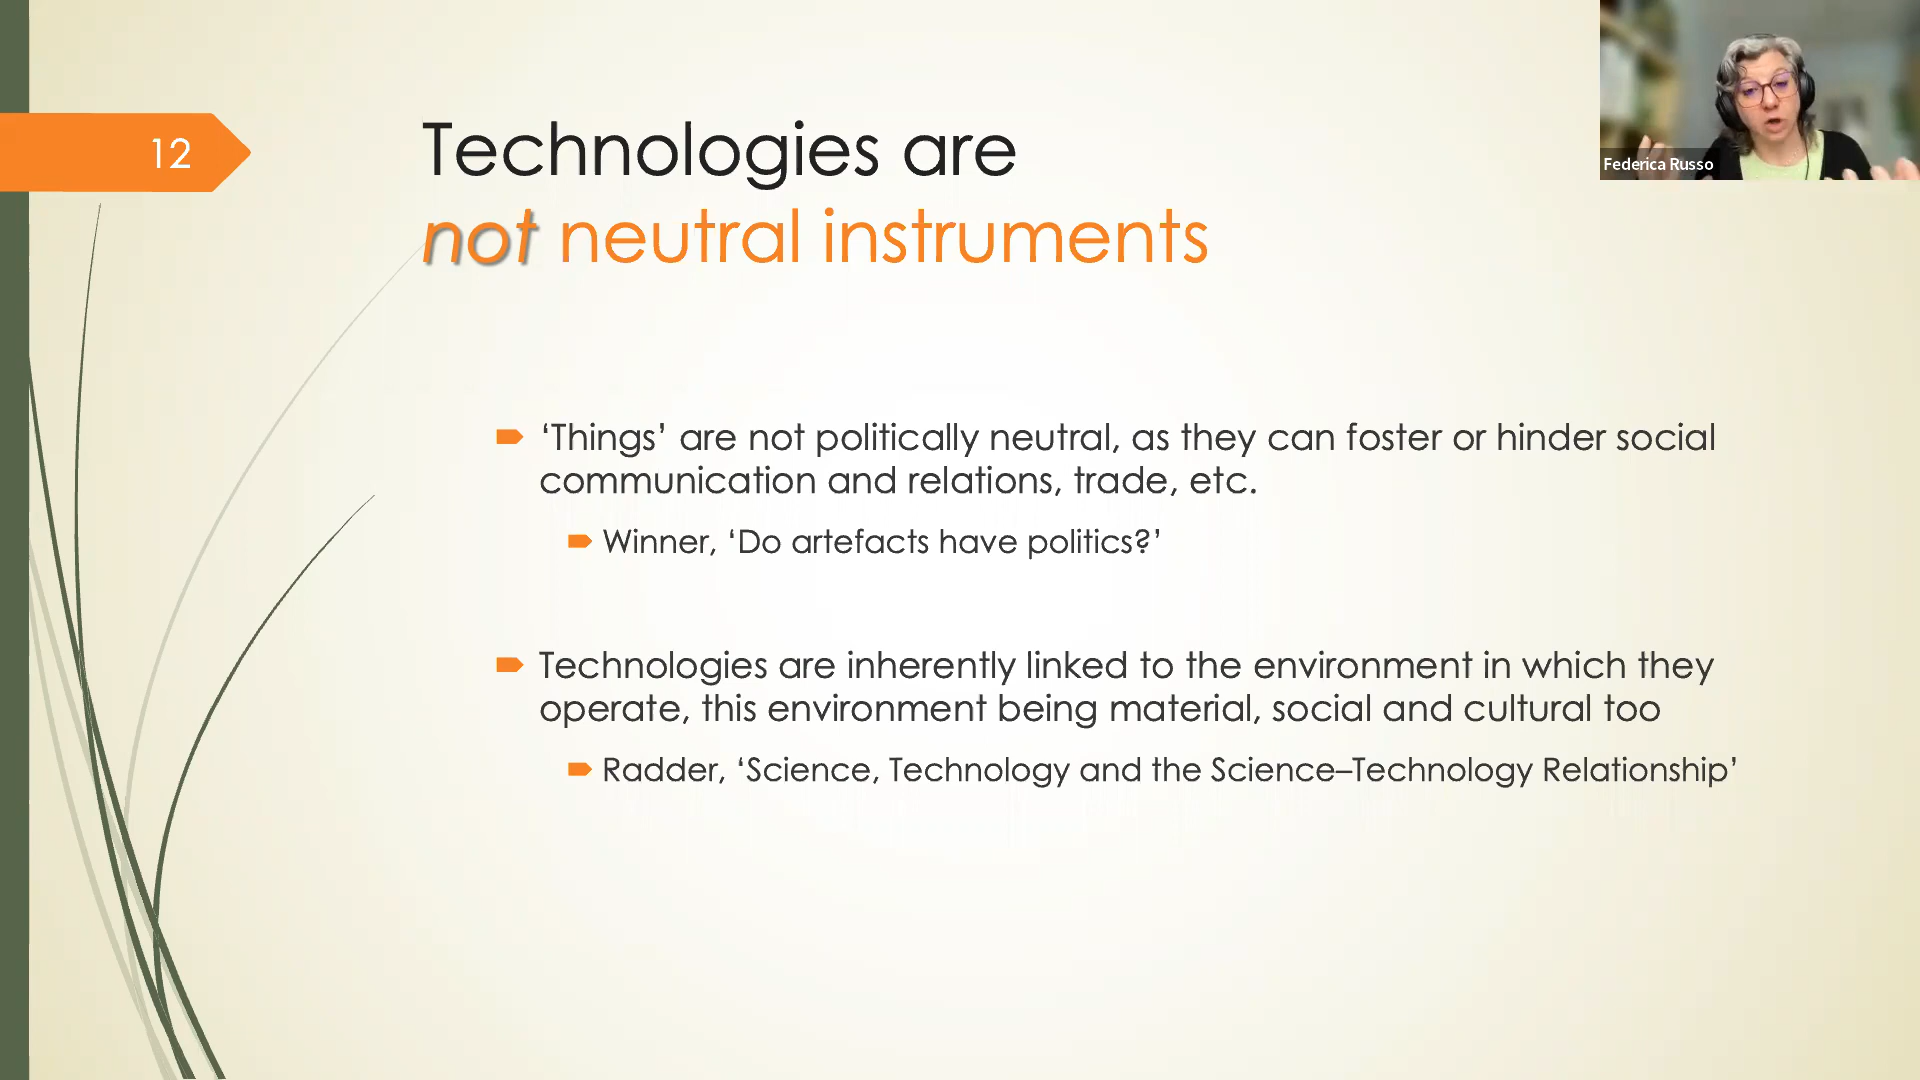 12
Technologies are
not neutral instruments
Federica Russo
‘Things’ are not politically neutral, as they can foster or hinder social
communication and relations, trade, etc.
Winner, ‘Do artefacts have politics?’
Technologies are inherently linked to the environment in which they
operate, this environment being material, social and cultural too
Radder, ‘Science, Technology and the Science–Technology Relationship’